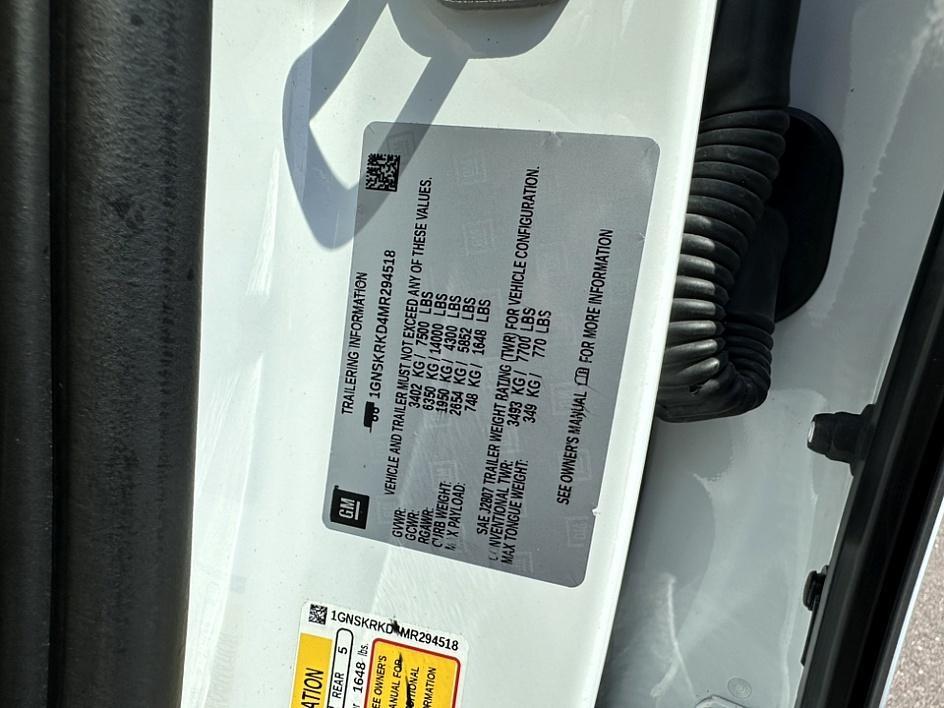 TRAILERING INFORMATION
1GNSKRKD4MR294518
GM
VEHICLE AND TRAILER MUST NOT EXCEED ANY OF THESE VALUES.
GVWR: 3402 KG / 7500 LBS
GCWR: 6350 KG / 14000 LBS
RGAWR: 1950 KG / 4300 LBS
CURB WEIGHT: 2654 KG / 5852 LBS
MAX PAYLOAD: 748 KG / 1648 LBS
SAE J2807 TRAILER WEIGHT RATING (TWR) FOR VEHICLE CONFIGURATION.
CONVENTIONAL TWR: 3493 KG / 7700 LBS
MAX TONGUE WEIGHT: 349 KG / 770 LBS
SEE OWNER'S MANUAL FOR MORE INFORMATION
1GNSKRKD4MR294518
REAR 5
1648 lbs.